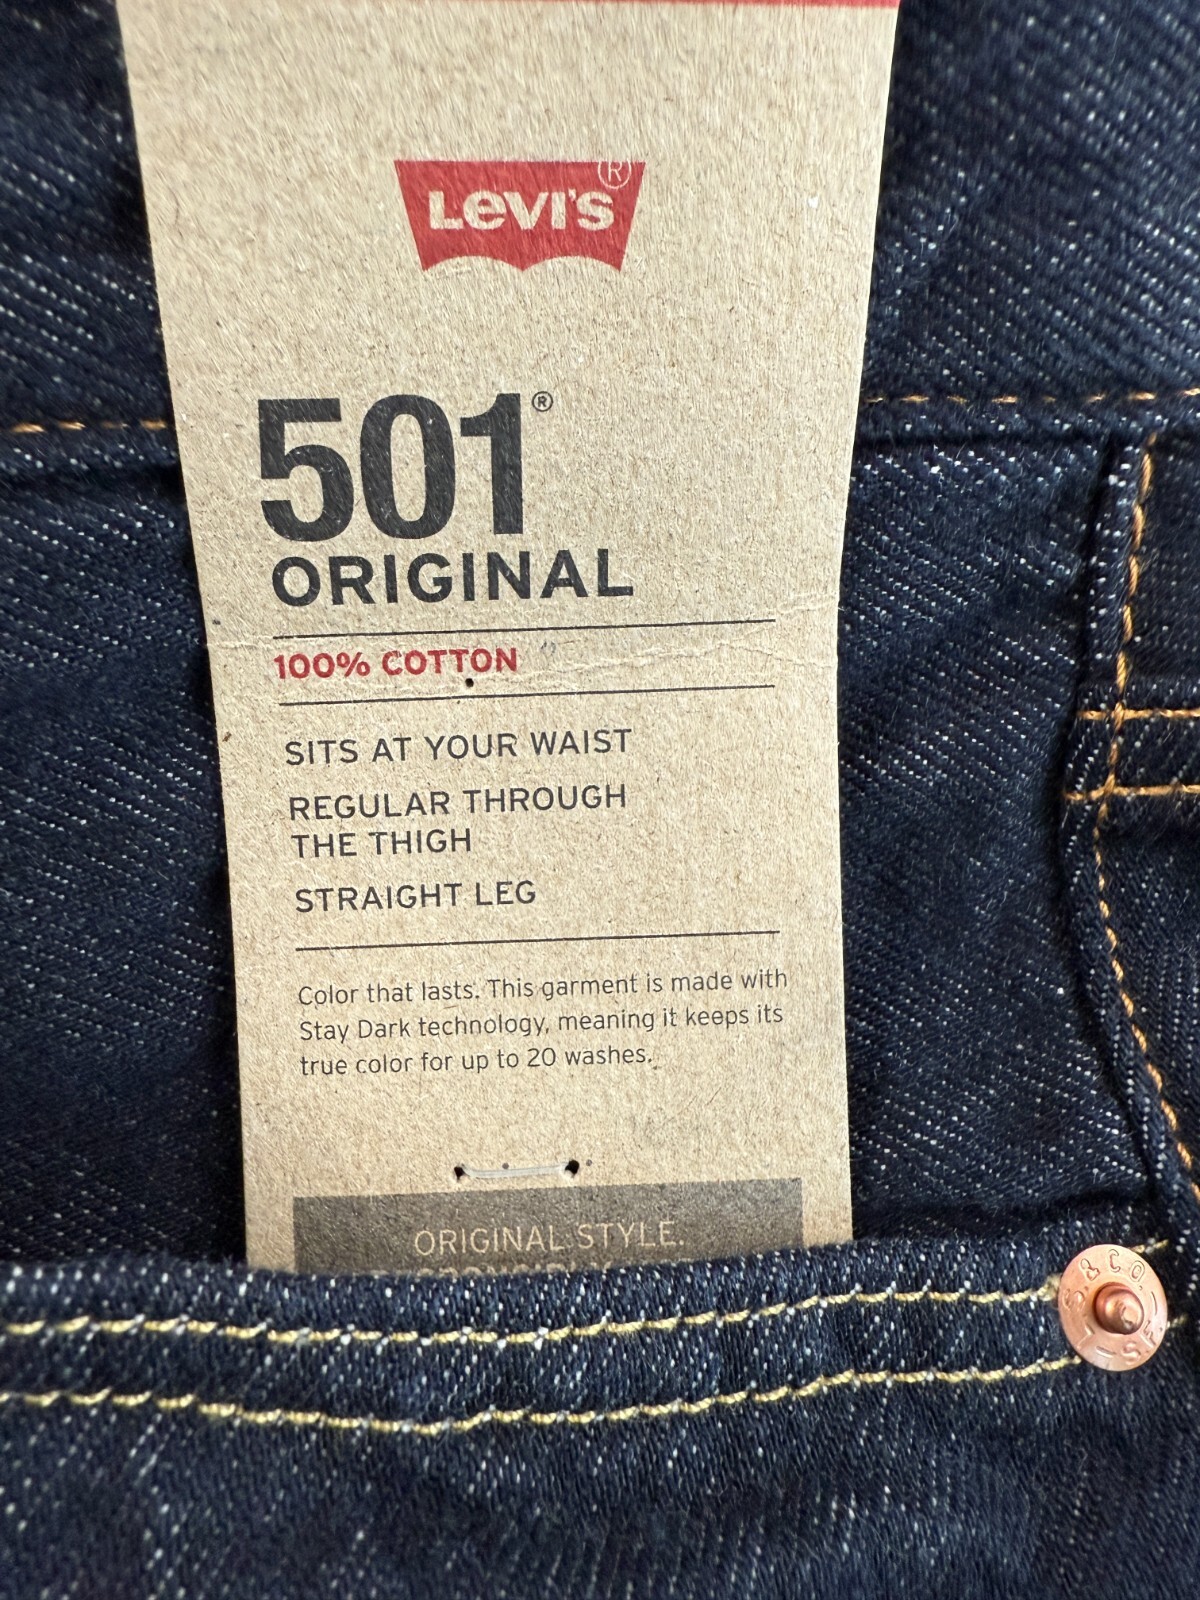 LEVI'S®
501®
ORIGINAL
100% COTTON
SITS AT YOUR WAIST
REGULAR THROUGH
THE THIGH
STRAIGHT LEG
Color that lasts. This garment is made with
Stay Dark technology, meaning it keeps its
true color for up to 20 washes.
ORIGINAL STYLE.
& CO.
S.F.